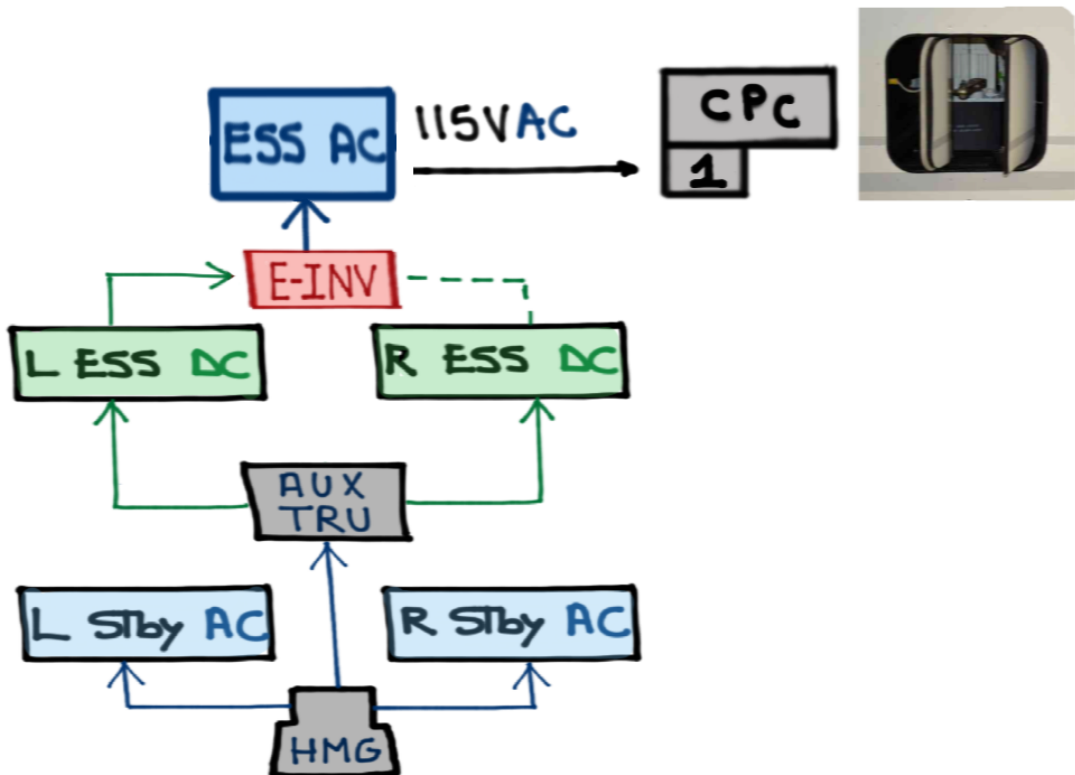 ESS AC
115VAC
CPC
1
E-INV
L ESS DC
R ESS DC
AUX
TRU
L STby AC
R STby AC
HMG